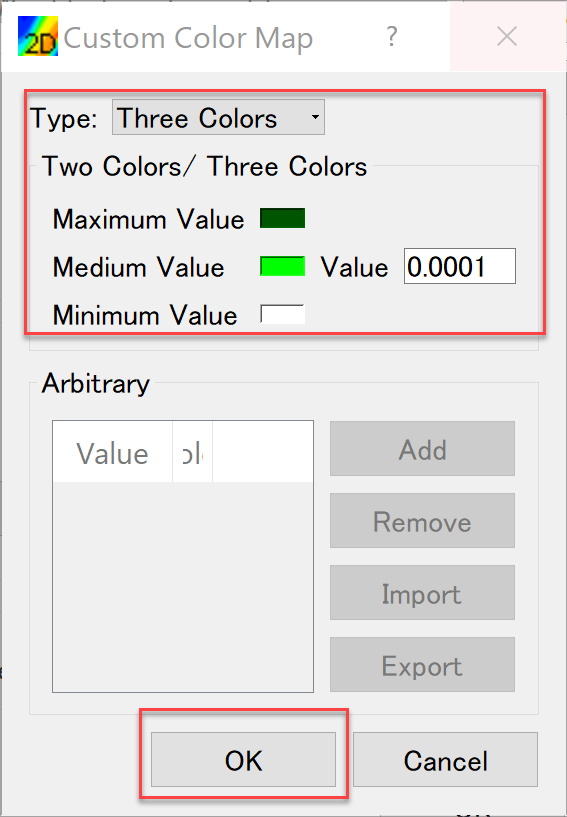 2D Custom Color Map ?
Type: Three Colors
Two Colors/ Three Colors
Maximum Value
Medium Value Value 0.0001
Minimum Value
Arbitrary
Value olo
Add
Remove
Import
Export
OK Cancel